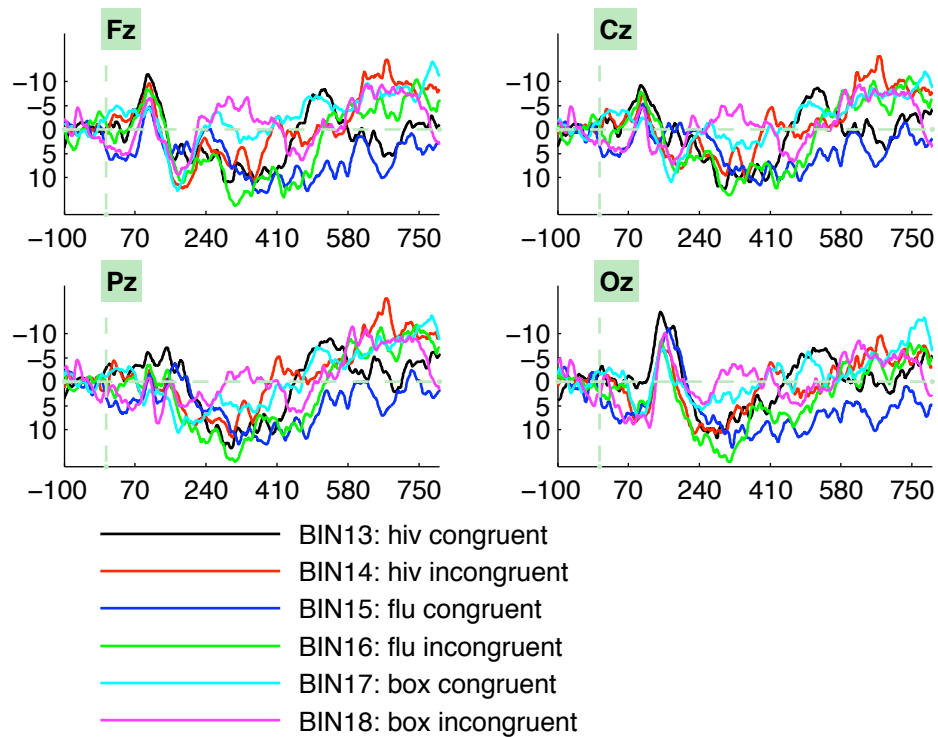 Fz
Cz
−10
−5
0
5
10
−100 70 240 410 580 750
−10
−5
0
5
10
−100 70 240 410 580 750
Pz
Oz
−10
−5
0
5
10
−100 70 240 410 580 750
−10
−5
0
5
10
−100 70 240 410 580 750
BIN13: hiv congruent
BIN14: hiv incongruent
BIN15: flu congruent
BIN16: flu incongruent
BIN17: box congruent
BIN18: box incongruent